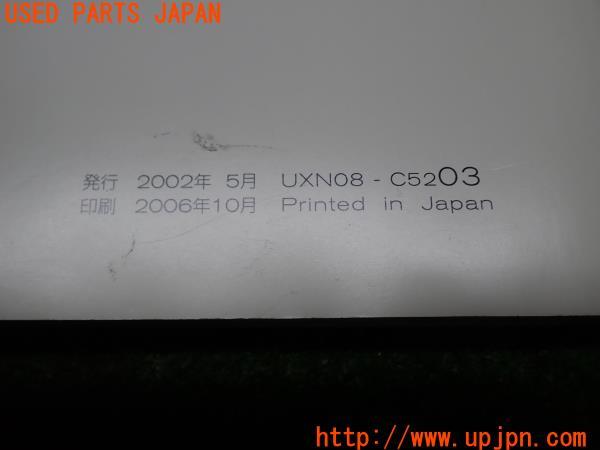 USED PARTS JAPAN
発行 2002年 5月 UXN08 - C5203
印刷 2006年10月 Printed in Japan
http://www.upjpn.com/